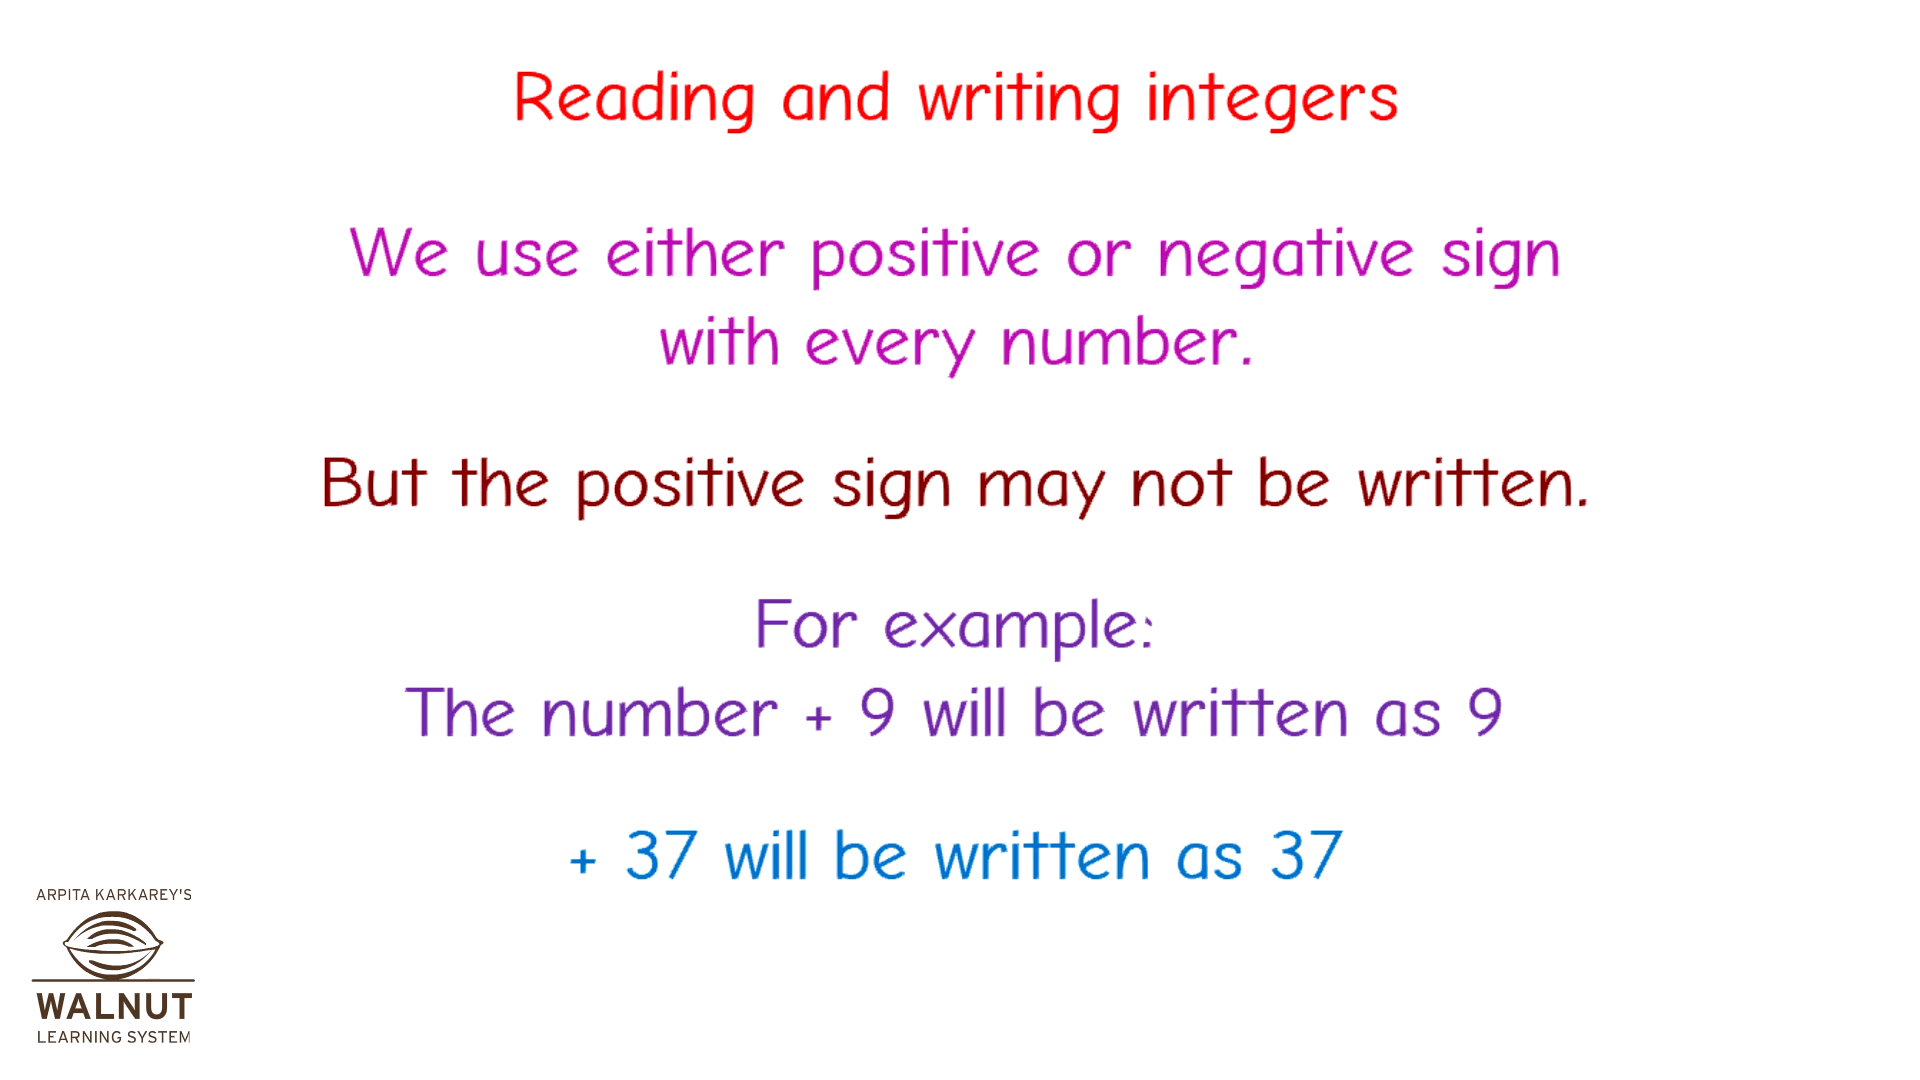 Reading and writing integers
We use either positive or negative sign
with every number.
But the positive sign may not be written.
For example:
The number + 9 will be written as 9
+ 37 will be written as 37
ARPITA KARKAREY'S
WALNUT
LEARNING SYSTEM